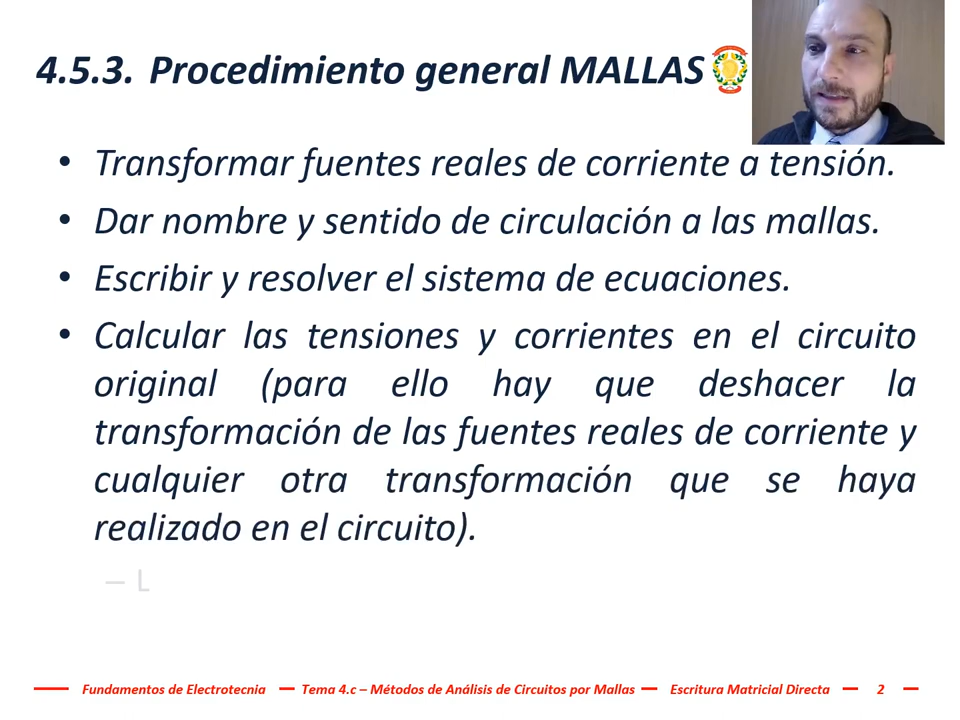 4.5.3. Procedimiento general MALLAS
• Transformar fuentes reales de corriente a tensión.
• Dar nombre y sentido de circulación a las mallas.
• Escribir y resolver el sistema de ecuaciones.
• Calcular las tensiones y corrientes en el circuito
original (para ello hay que deshacer la
transformación de las fuentes reales de corriente y
cualquier otra transformación que se haya
realizado en el circuito).
– L
Fundamentos de Electrotecnia — Tema 4.c – Métodos de Análisis de Circuitos por Mallas — Escritura Matricial Directa — 2